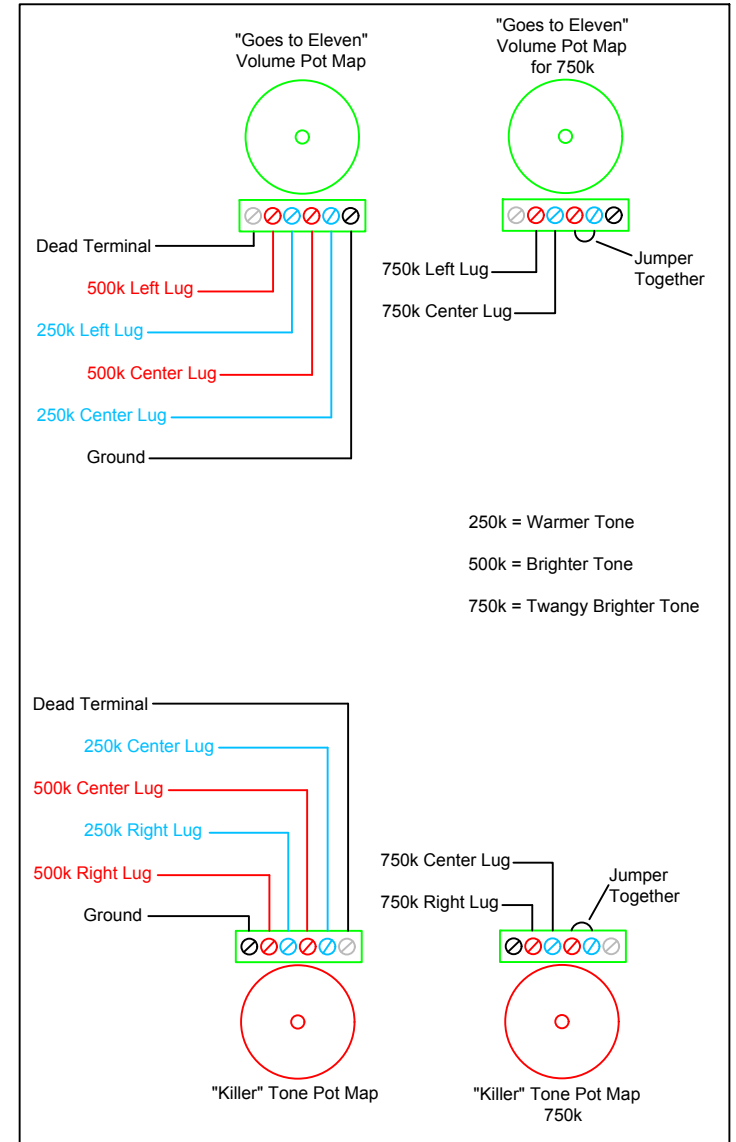 "Goes to Eleven"
Volume Pot Map
"Goes to Eleven"
Volume Pot Map
for 750k
Dead Terminal
500k Left Lug
250k Left Lug
500k Center Lug
250k Center Lug
Ground
750k Left Lug
750k Center Lug
Jumper
Together
250k = Warmer Tone
500k = Brighter Tone
750k = Twangy Brighter Tone
Dead Terminal
250k Center Lug
500k Center Lug
250k Right Lug
500k Right Lug
Ground
750k Center Lug
750k Right Lug
Jumper
Together
"Killer" Tone Pot Map
"Killer" Tone Pot Map
750k